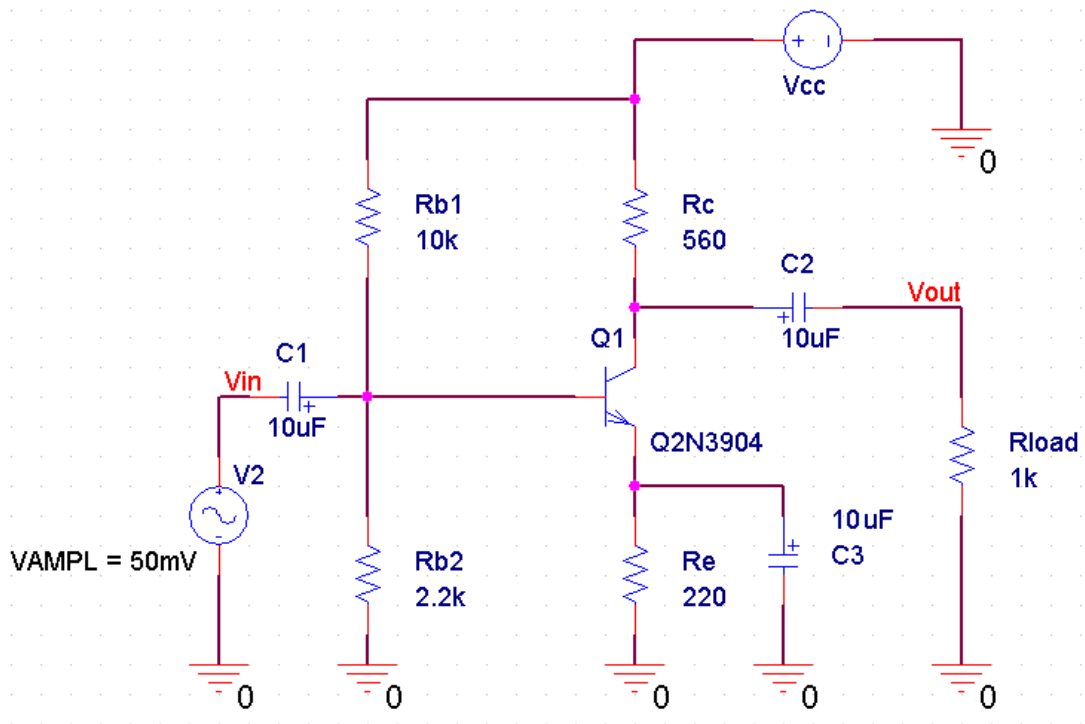 Vcc
0
Rb1
10k
Rc
560
C2
10uF
Vout
Q1
Q2N3904
C1
10uF
Vin
V2
VAMPL = 50mV
Rb2
2.2k
Re
220
10uF
C3
Rload
1k
0
0
0
0
0